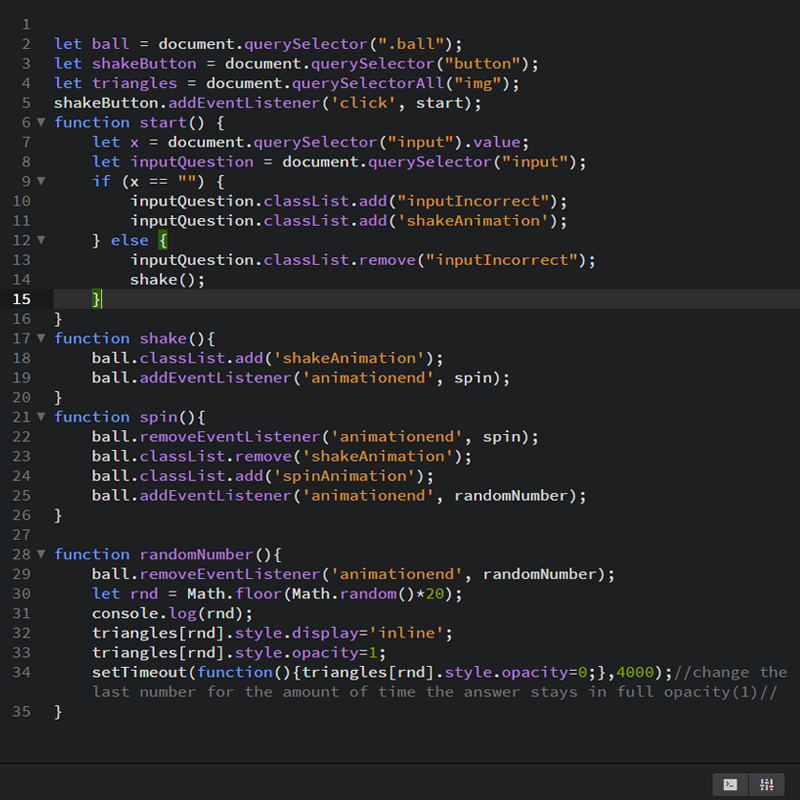 1
2 let ball = document.querySelector(".ball");
3 let shakeButton = document.querySelector("button");
4 let triangles = document.querySelectorAll("img");
5 shakeButton.addEventListener('click', start);
6 function start() {
7 let x = document.querySelector("input").value;
8 let inputQuestion = document.querySelector("input");
9 if (x == "") {
10 inputQuestion.classList.add("inputIncorrect");
11 inputQuestion.classList.add('shakeAnimation');
12 } else {
13 inputQuestion.classList.remove("inputIncorrect");
14 shake();
15 }
16 }
17 function shake(){
18 ball.classList.add('shakeAnimation');
19 ball.addEventListener('animationend', spin);
20 }
21 function spin(){
22 ball.removeEventListener('animationend', spin);
23 ball.classList.remove('shakeAnimation');
24 ball.classList.add('spinAnimation');
25 ball.addEventListener('animationend', randomNumber);
26 }
27
28 function randomNumber(){
29 ball.removeEventListener('animationend', randomNumber);
30 let rnd = Math.floor(Math.random()*20);
31 console.log(rnd);
32 triangles[rnd].style.display='inline';
33 triangles[rnd].style.opacity=1;
34 setTimeout(function(){triangles[rnd].style.opacity=0;},4000);//change the
last number for the amount of time the answer stays in full opacity(1)//
35 }